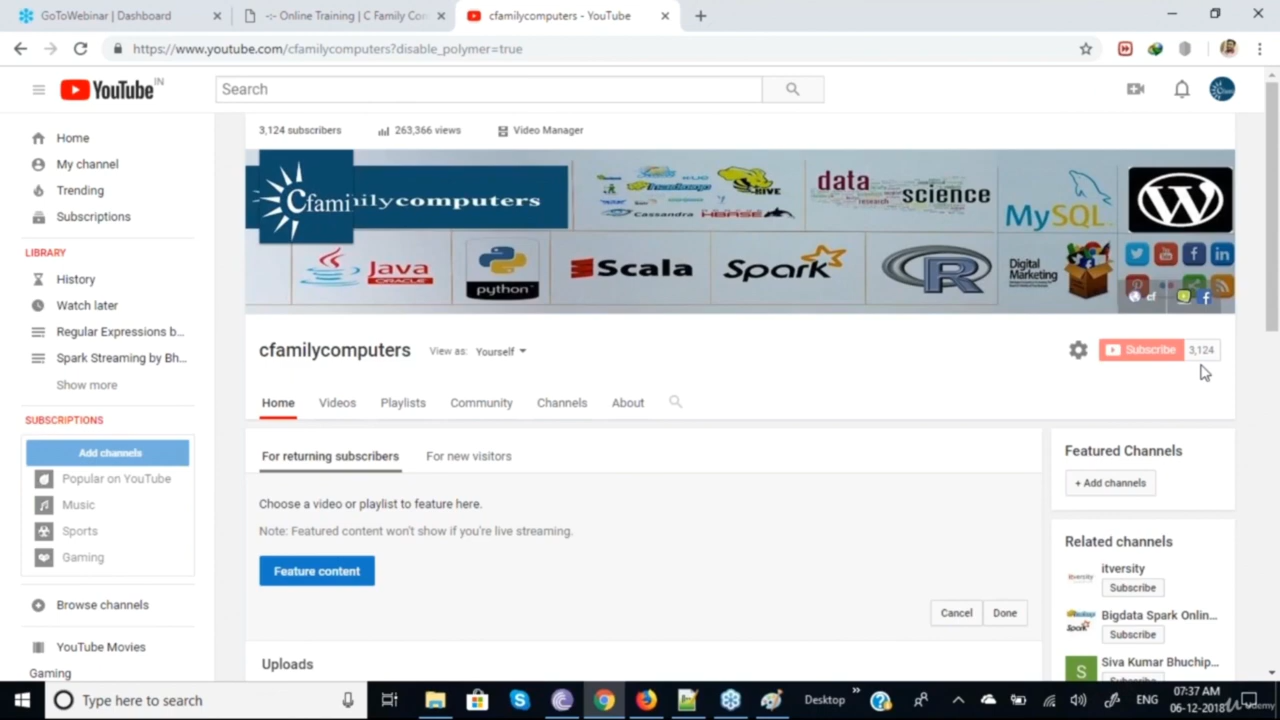 GoToWebinar | Dashboard
-:- Online Training | C Family Com
cfamilycomputers - YouTube
https://www.youtube.com/cfamilycomputers?disable_polymer=true
YouTube IN
Search
Home
My channel
Trending
Subscriptions
LIBRARY
History
Watch later
Regular Expressions b...
Spark Streaming by Bh...
Show more
SUBSCRIPTIONS
Add channels
Popular on YouTube
Music
Sports
Gaming
Browse channels
YouTube Movies
Gaming
3,124 subscribers
263,366 views
Video Manager
Cfamilycomputers
HIVE
Cassandra
HBASE
data science
research
MySQL
Java
ORACLE
python
Scala
Spark
R
Digital Marketing
cf
cfamilycomputers
View as: Yourself
Subscribe 3,124
Home
Videos
Playlists
Community
Channels
About
For returning subscribers
For new visitors
Choose a video or playlist to feature here.
Note: Featured content won't show if you're live streaming.
Feature content
Cancel
Done
Uploads
Featured Channels
+ Add channels
Related channels
itversity
Subscribe
Bigdata Spark Onlin...
Subscribe
S
Siva Kumar Bhuchip...
Subscribe
Type here to search
Desktop
ENG
07:37 AM
06-12-2018
Udemy